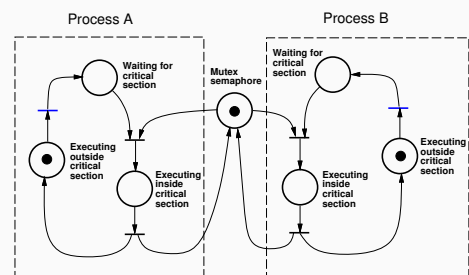 Process A
Process B
Waiting for
critical
section
Mutex
semaphore
Waiting for
critical
section
Executing
outside
critical
section
Executing
inside
critical
section
Executing
inside
critical
section
Executing
outside
critical
section